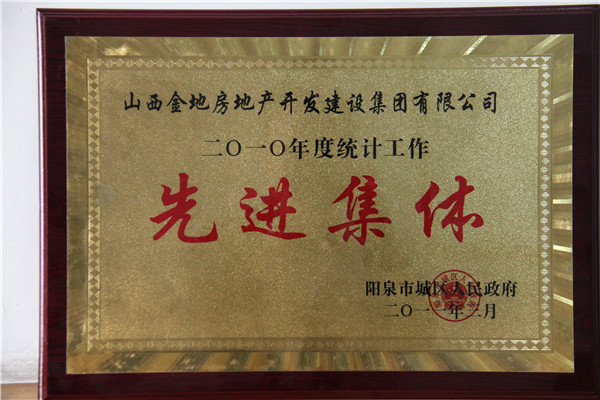 山西金地房地产开发建设集团有限公司
二〇一〇年度统计工作
先进集体
阳泉市城区人民政府
二〇一一年三月